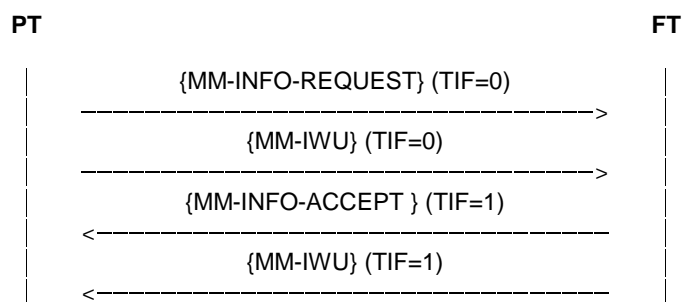 PT FT
{MM-INFO-REQUEST} (TIF=0)
{MM-IWU} (TIF=0)
{MM-INFO-ACCEPT } (TIF=1)
{MM-IWU} (TIF=1)